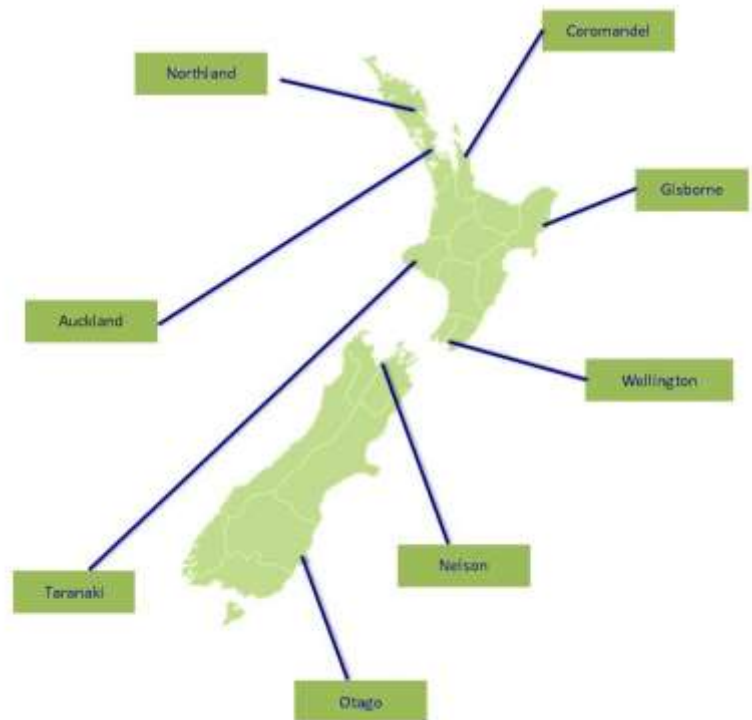 Coromandel
Northland
Gisborne
Auckland
Wellington
Nelson
Taranaki
Otago